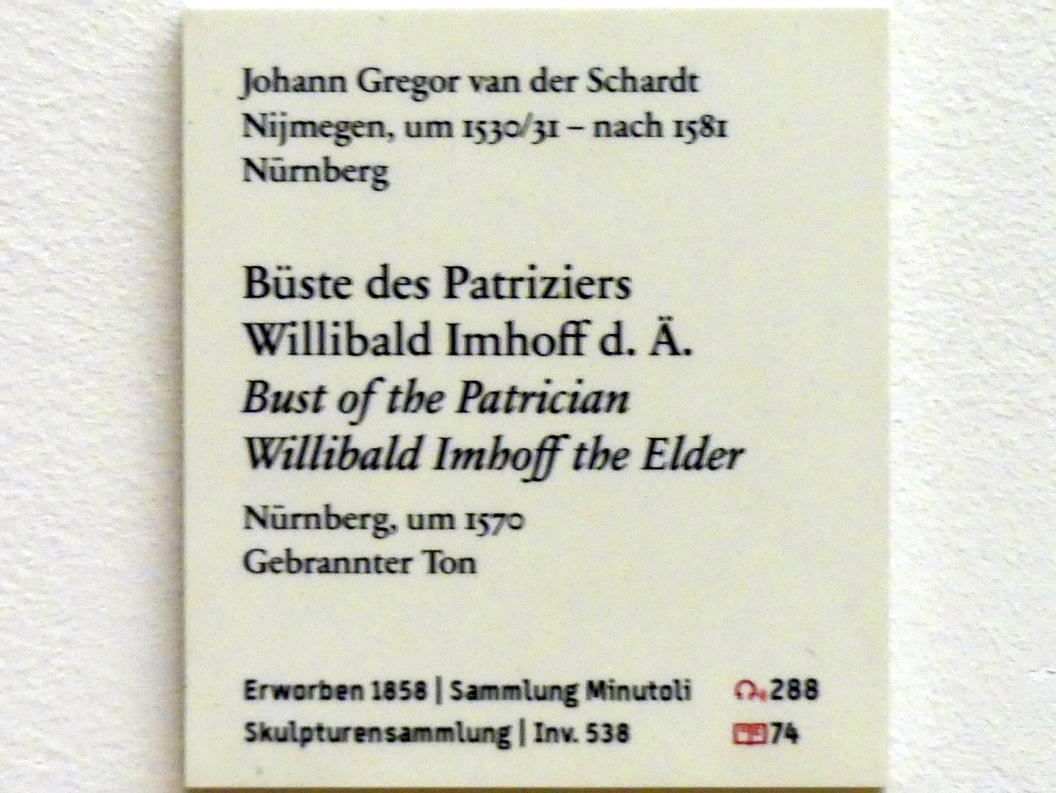 Johann Gregor van der Schardt
Nijmegen, um 1530/31 – nach 1581
Nürnberg
Büste des Patriziers
Willibald Imhoff d. Ä.
Bust of the Patrician
Willibald Imhoff the Elder
Nürnberg, um 1570
Gebrannter Ton
Erworben 1858 | Sammlung Minutoli 288
Skulpturensammlung | Inv. 538 74